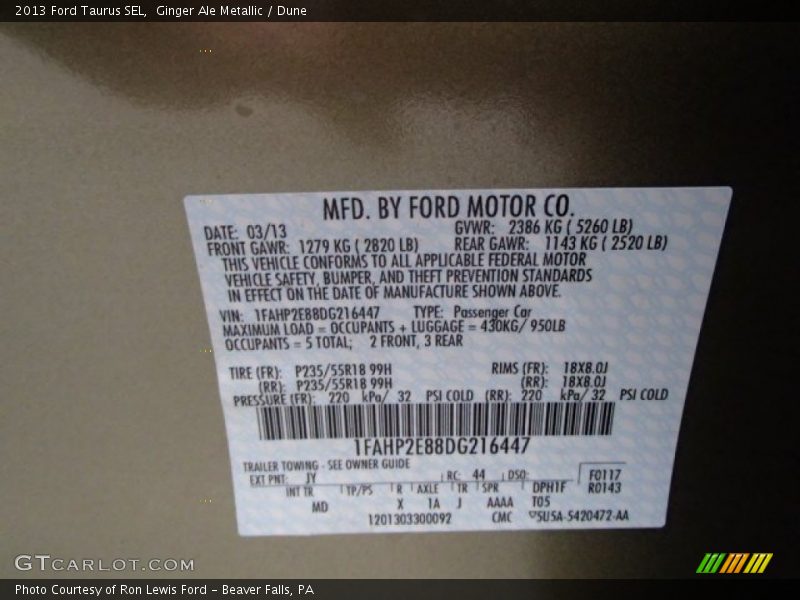 2013 Ford Taurus SEL,  Ginger Ale Metallic / Dune
MFD. BY FORD MOTOR CO.
DATE: 03/13 GVWR: 2386 KG ( 5260 LB)
FRONT GAWR: 1279 KG ( 2820 LB) REAR GAWR: 1143 KG ( 2520 LB)
THIS VEHICLE CONFORMS TO ALL APPLICABLE FEDERAL MOTOR
VEHICLE SAFETY, BUMPER, AND THEFT PREVENTION STANDARDS
IN EFFECT ON THE DATE OF MANUFACTURE SHOWN ABOVE.
VIN: 1FAHP2E88DG216447 TYPE: Passenger Car
MAXIMUM LOAD = OCCUPANTS + LUGGAGE = 430KG/ 950LB
OCCUPANTS = 5 TOTAL; 2 FRONT, 3 REAR
TIRE (FR): P235/55R18 99H RIMS (FR): 18X8.0J
(RR): P235/55R18 99H (RR): 18X8.0J
PRESSURE (FR): 220 kPa/ 32 PSI COLD (RR): 220 kPa/ 32 PSI COLD
1FAHP2E88DG216447
TRAILER TOWING - SEE OWNER GUIDE
EXT PNT: JY RC: 44 DSO: F0117
INT TR TP/PS R AXLE TR SPR DPH1F R0143
MD X 1A J AAAA T05
1201303300092 CMC 5U5A-5420472-AA
GTCARLOT.COM
Photo Courtesy of Ron Lewis Ford - Beaver Falls, PA